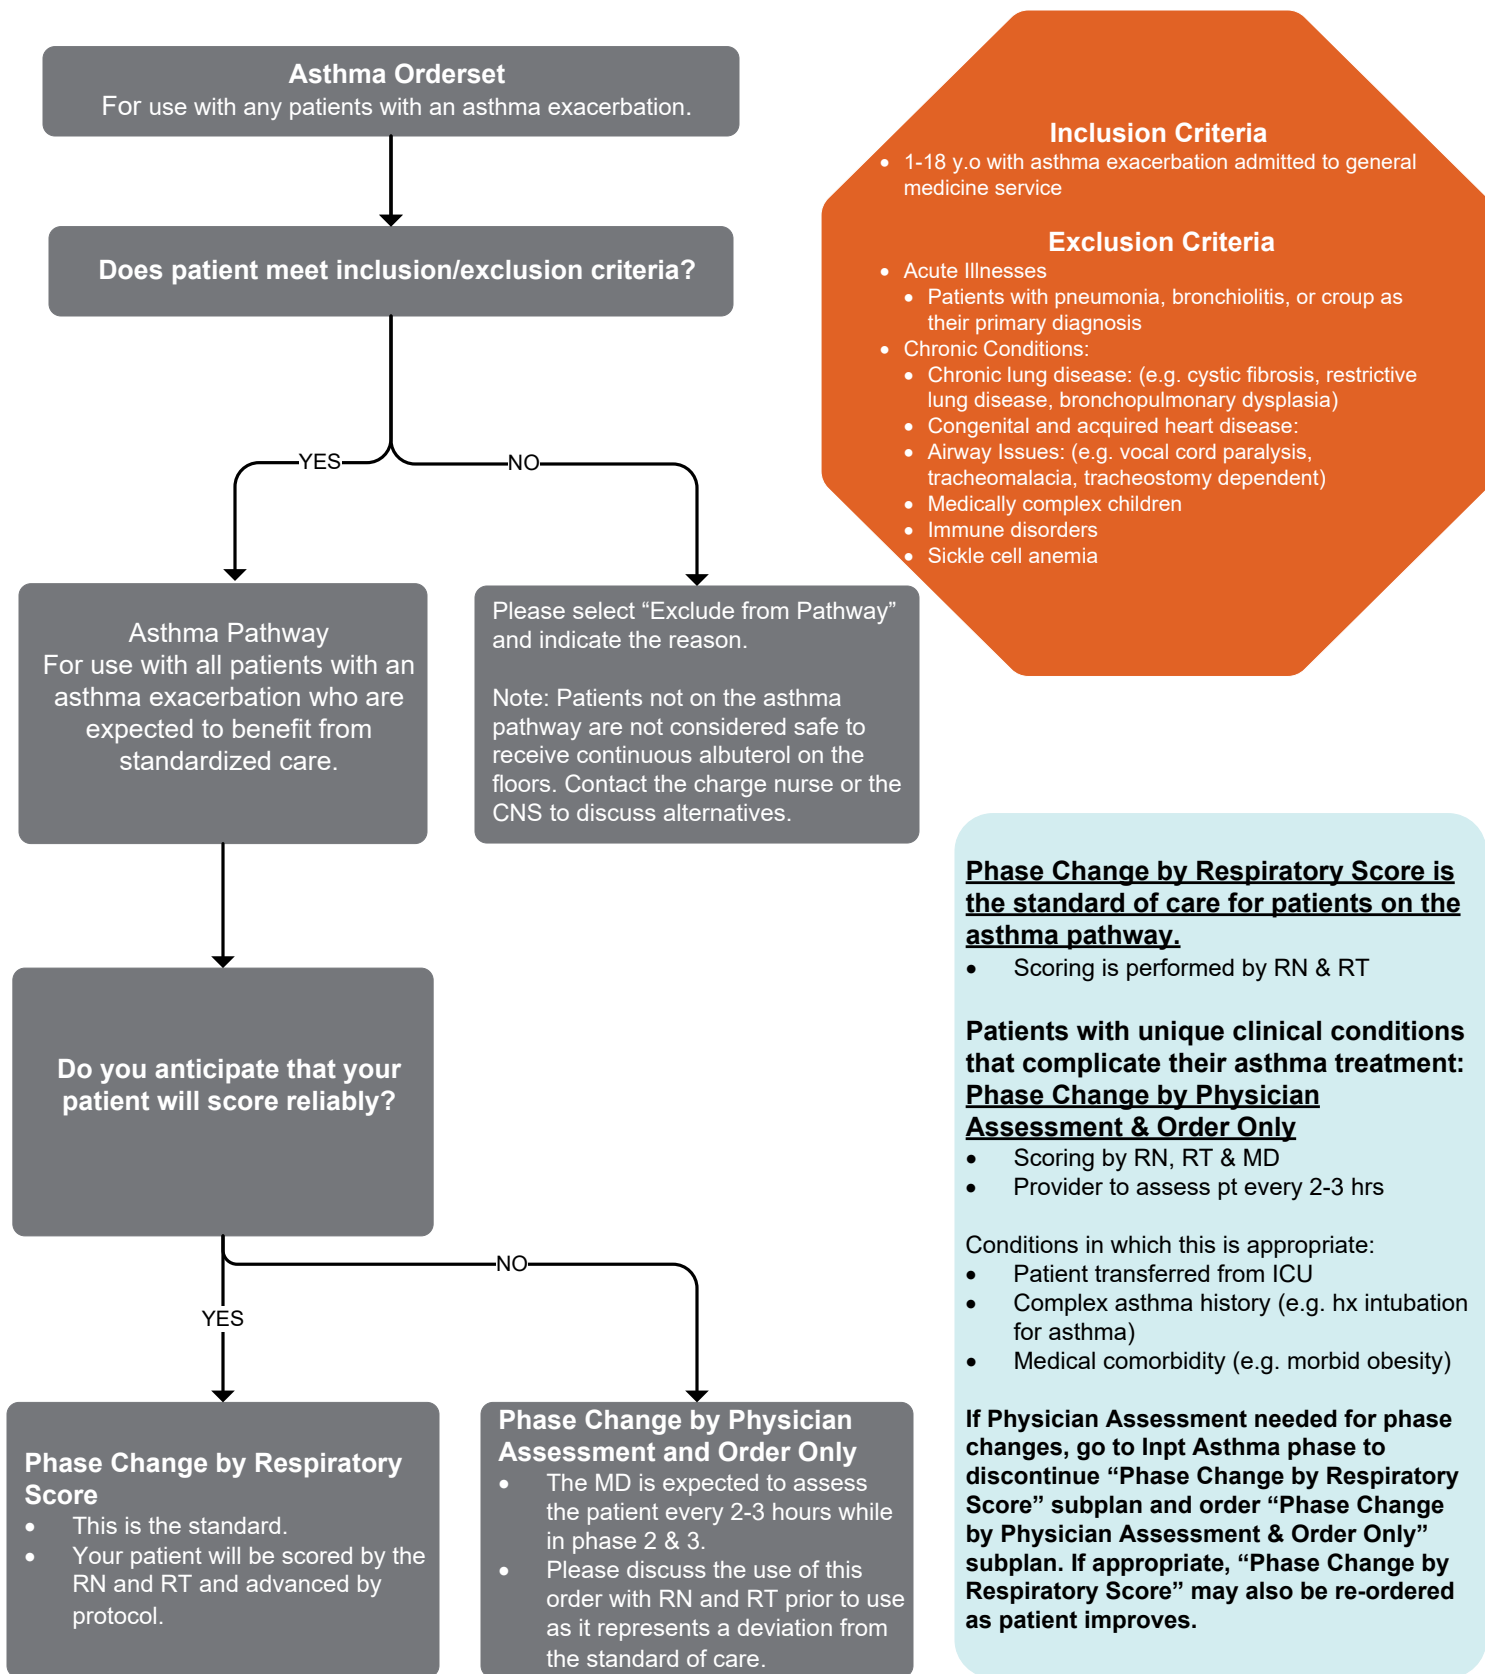 Asthma Orderset
For use with any patients with an asthma exacerbation.
Does patient meet inclusion/exclusion criteria?
YES
NO
Inclusion Criteria
• 1-18 y.o with asthma exacerbation admitted to general
medicine service
Exclusion Criteria
• Acute Illnesses
• Patients with pneumonia, bronchiolitis, or croup as
their primary diagnosis
• Chronic Conditions:
• Chronic lung disease: (e.g. cystic fibrosis, restrictive
lung disease, bronchopulmonary dysplasia)
• Congenital and acquired heart disease:
• Airway Issues: (e.g. vocal cord paralysis,
tracheomalacia, tracheostomy dependent)
• Medically complex children
• Immune disorders
• Sickle cell anemia
Asthma Pathway
For use with all patients with an
asthma exacerbation who are
expected to benefit from
standardized care.
Please select “Exclude from Pathway”
and indicate the reason.
Note: Patients not on the asthma
pathway are not considered safe to
receive continuous albuterol on the
floors. Contact the charge nurse or the
CNS to discuss alternatives.
Do you anticipate that your
patient will score reliably?
YES
NO
Phase Change by Respiratory
Score
• This is the standard.
• Your patient will be scored by the
RN and RT and advanced by
protocol.
Phase Change by Physician
Assessment and Order Only
• The MD is expected to assess
the patient every 2-3 hours while
in phase 2 & 3.
• Please discuss the use of this
order with RN and RT prior to use
as it represents a deviation from
the standard of care.
Phase Change by Respiratory Score is
the standard of care for patients on the
asthma pathway.
• Scoring is performed by RN & RT
Patients with unique clinical conditions
that complicate their asthma treatment:
Phase Change by Physician
Assessment & Order Only
• Scoring by RN, RT & MD
• Provider to assess pt every 2-3 hrs
Conditions in which this is appropriate:
• Patient transferred from ICU
• Complex asthma history (e.g. hx intubation
for asthma)
• Medical comorbidity (e.g. morbid obesity)
If Physician Assessment needed for phase
changes, go to Inpt Asthma phase to
discontinue “Phase Change by Respiratory
Score” subplan and order “Phase Change
by Physician Assessment & Order Only”
subplan. If appropriate, “Phase Change by
Respiratory Score” may also be re-ordered
as patient improves.